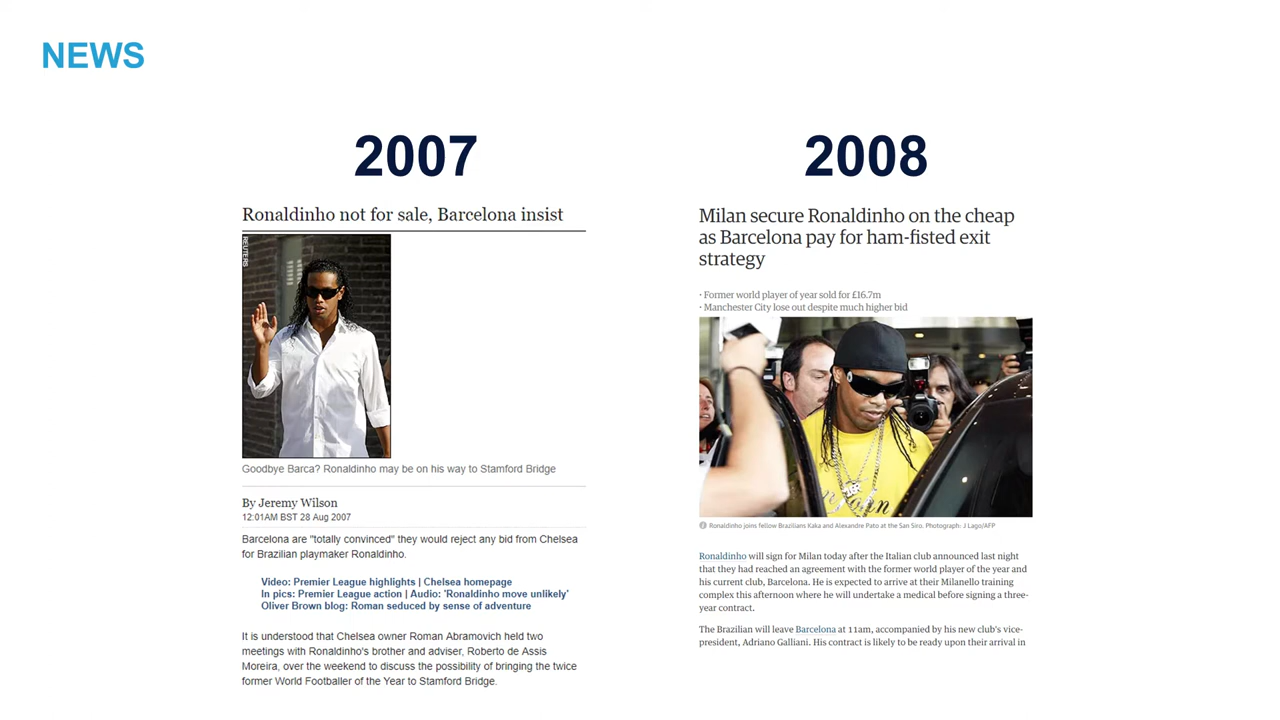 NEWS
2007
Ronaldinho not for sale, Barcelona insist
REUTERS
Goodbye Barca? Ronaldinho may be on his way to Stamford Bridge
By Jeremy Wilson
12:01AM BST 28 Aug 2007
Barcelona are "totally convinced" they would reject any bid from Chelsea
for Brazilian playmaker Ronaldinho.
Video: Premier League highlights | Chelsea homepage
In pics: Premier League action | Audio: 'Ronaldinho move unlikely'
Oliver Brown blog: Roman seduced by sense of adventure
It is understood that Chelsea owner Roman Abramovich held two
meetings with Ronaldinho's brother and adviser, Roberto de Assis
Moreira, over the weekend to discuss the possibility of bringing the twice
former World Footballer of the Year to Stamford Bridge.
2008
Milan secure Ronaldinho on the cheap
as Barcelona pay for ham-fisted exit
strategy
· Former world player of year sold for £16.7m
· Manchester City lose out despite much higher bid
Ronaldinho joins fellow Brazilians Kaka and Alexandre Pato at the San Siro. Photograph: J Lago/AFP
Ronaldinho will sign for Milan today after the Italian club announced last night
that they had reached an agreement with the former world player of the year and
his current club, Barcelona. He is expected to arrive at their Milanello training
complex this afternoon where he will undertake a medical before signing a three-
year contract.
The Brazilian will leave Barcelona at 11am, accompanied by his new club's vice-
president, Adriano Galliani. His contract is likely to be ready upon their arrival in